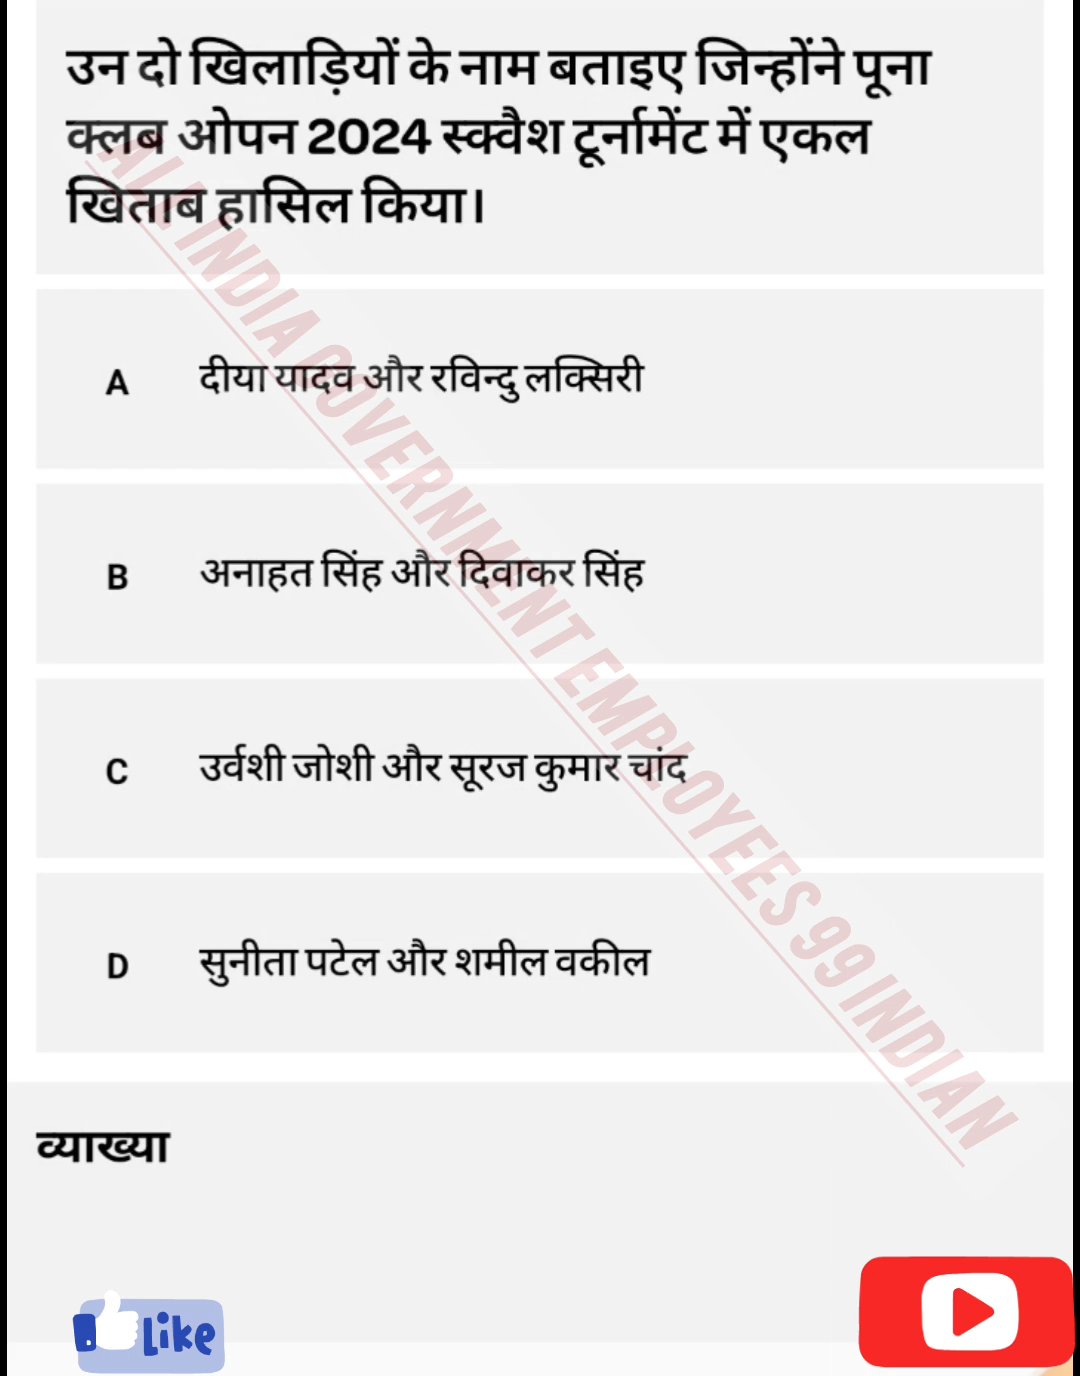 उन दो खिलाड़ियों के नाम बताइए जिन्होंने पूना
क्लब ओपन 2024 स्क्वैश टूर्नामेंट में एकल
खिताब हासिल किया।
A दीया यादव और रविन्दु लक्सिरी
B अनाहत सिंह और दिवाकर सिंह
C उर्वशी जोशी और सूरज कुमार चांद
D सुनीता पटेल और शमील वकील
ALL INDIA GOVERNMENT EMPLOYEES 99 INDIAN
व्याख्या
Like